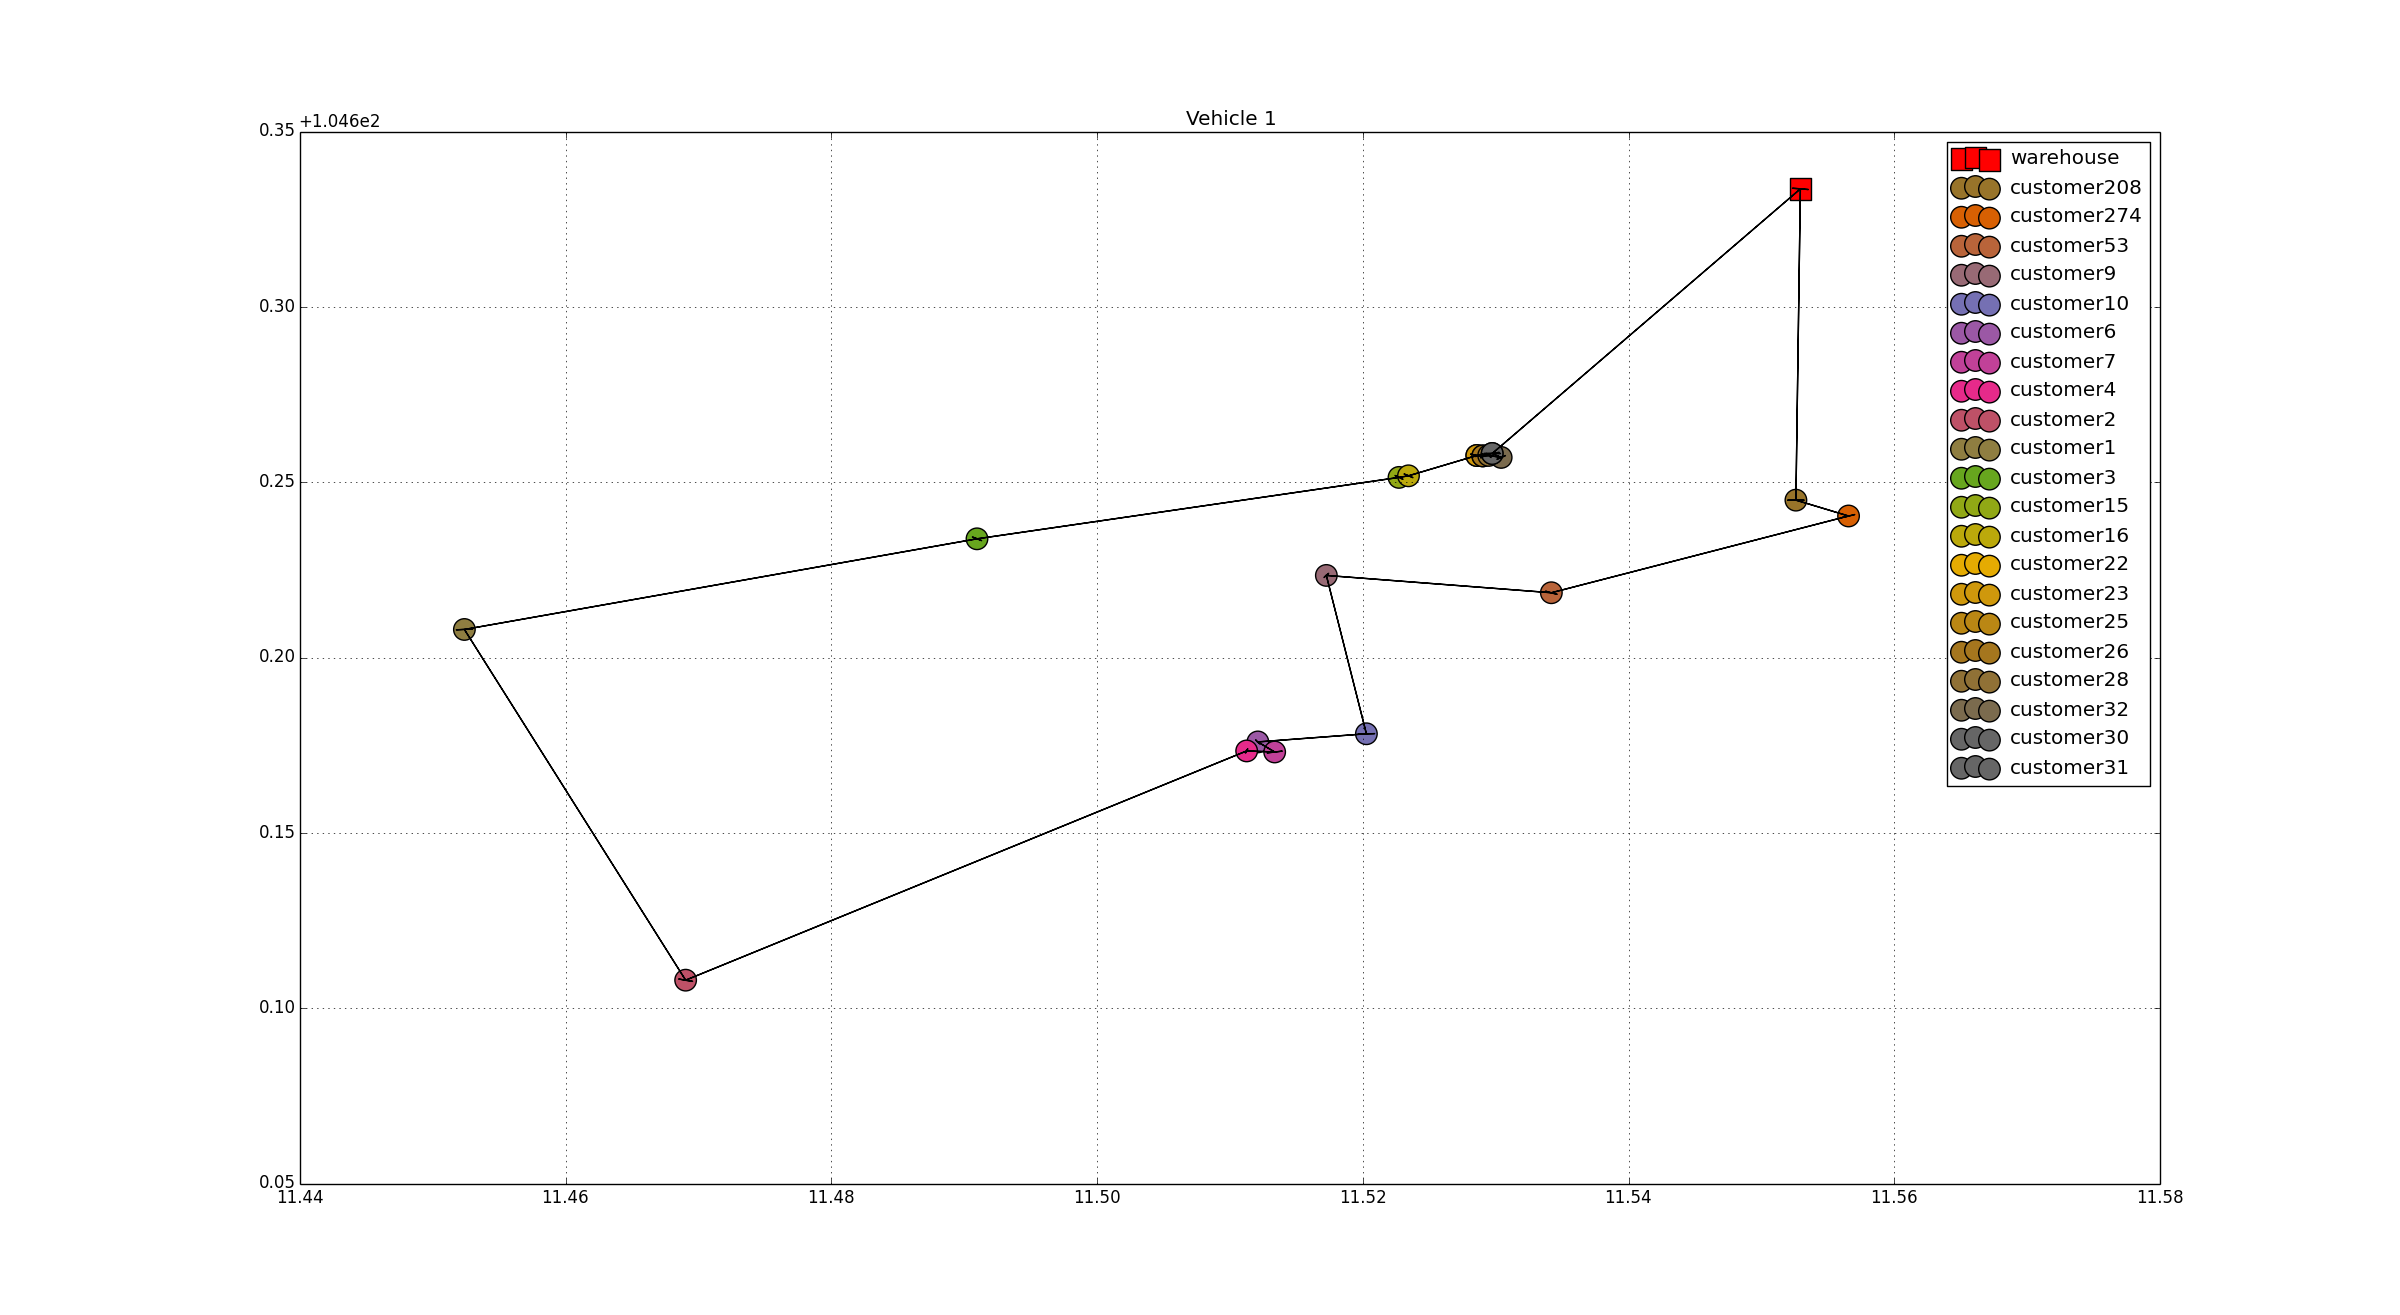 Vehicle 1
+1.046e2
0.35
0.30
0.25
0.20
0.15
0.10
0.05
11.44
11.46
11.48
11.50
11.52
11.54
11.56
11.58
warehouse
customer208
customer274
customer53
customer9
customer10
customer6
customer7
customer4
customer2
customer1
customer3
customer15
customer16
customer22
customer23
customer25
customer26
customer28
customer32
customer30
customer31